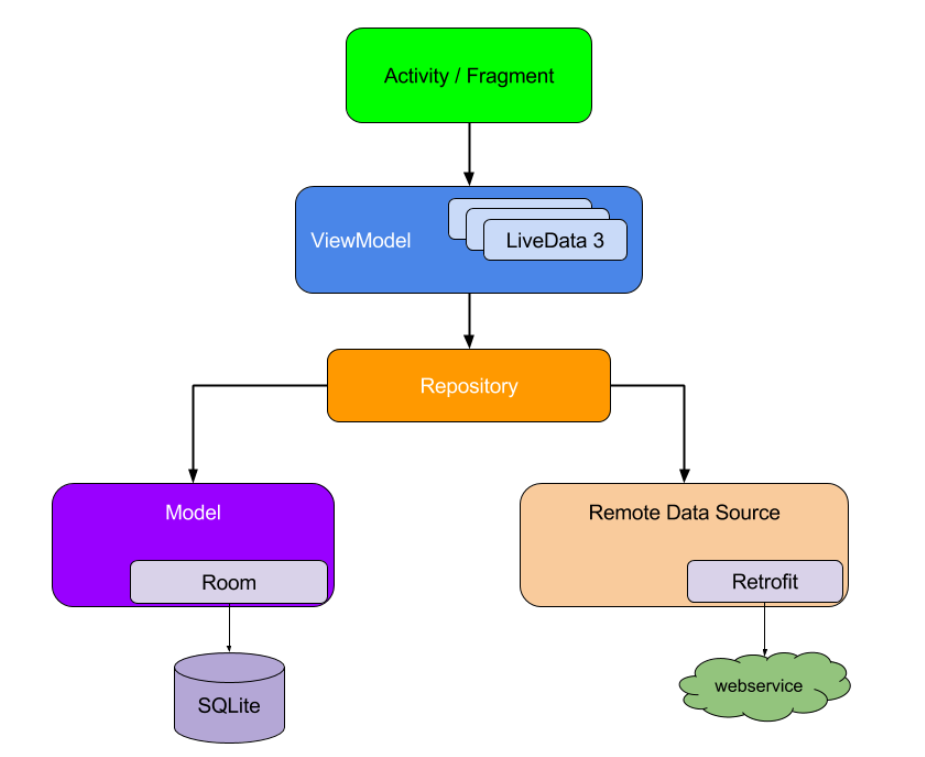 Activity / Fragment
ViewModel
LiveData 3
Repository
Model
Remote Data Source
Room
Retrofit
SQLite
webservice